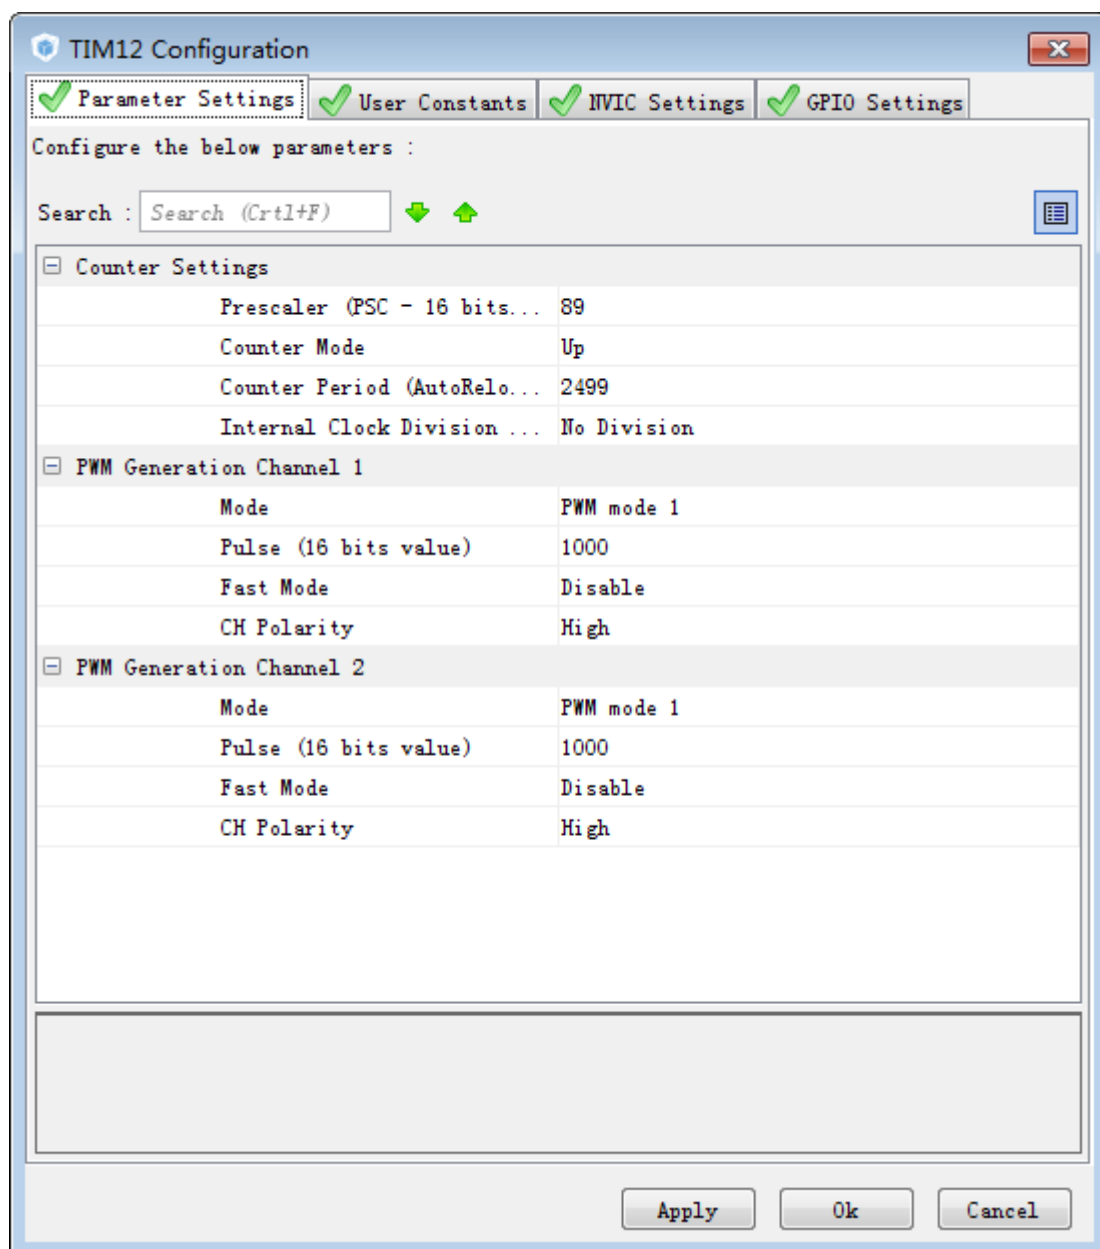 TIM12 Configuration
Parameter Settings User Constants NVIC Settings GPIO Settings
Configure the below parameters :
Search : Search (Crtl+F)
Counter Settings
Prescaler (PSC - 16 bits... 89
Counter Mode Up
Counter Period (AutoRelo... 2499
Internal Clock Division ... No Division
PWM Generation Channel 1
Mode PWM mode 1
Pulse (16 bits value) 1000
Fast Mode Disable
CH Polarity High
PWM Generation Channel 2
Mode PWM mode 1
Pulse (16 bits value) 1000
Fast Mode Disable
CH Polarity High
Apply Ok Cancel